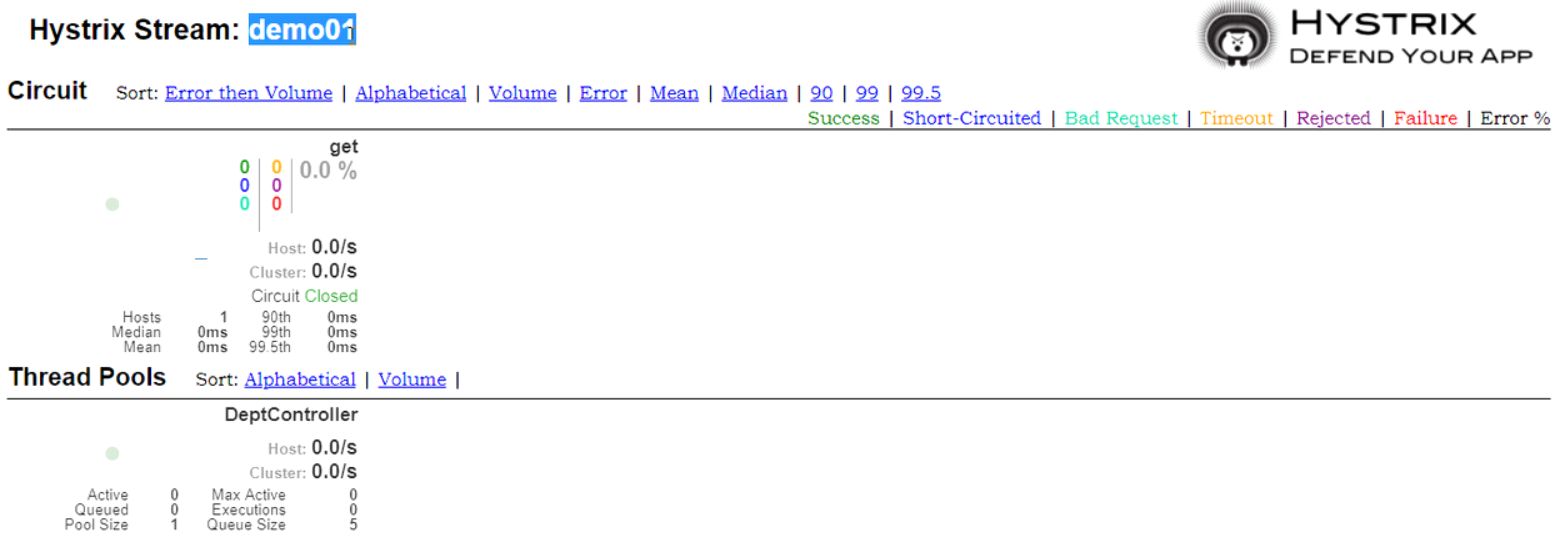 Hystrix Stream: demo01
HYSTRIX
DEFEND YOUR APP
Circuit Sort: Error then Volume | Alphabetical | Volume | Error | Mean | Median | 90 | 99 | 99.5
Success | Short-Circuited | Bad Request | Timeout | Rejected | Failure | Error %
get
0 0 0.0 %
0 0
0 0
Host: 0.0/s
Cluster: 0.0/s
Circuit Closed
Hosts 1 90th 0ms
Median 0ms 99th 0ms
Mean 0ms 99.5th 0ms
Thread Pools Sort: Alphabetical | Volume |
DeptController
Host: 0.0/s
Cluster: 0.0/s
Active 0 Max Active 0
Queued 0 Executions 0
Pool Size 1 Queue Size 5